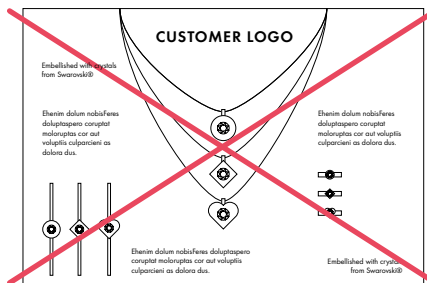 CUSTOMER LOGO
Embellished with crystals
from Swarovski®
Ehenim dolum nobisFeres
doluptaspero coruptat
moloruptas cor aut
voluptiis culparcieni as
dolora dus.
Ehenim dolum nobisFeres
doluptaspero coruptat
moloruptas cor aut voluptiis
culparcieni as dolora dus.
Ehenim dolum nobisFeres doluptaspero
coruptat moloruptas cor aut voluptiis
culparcieni as dolora dus.
Embellished with crystals
from Swarovski®